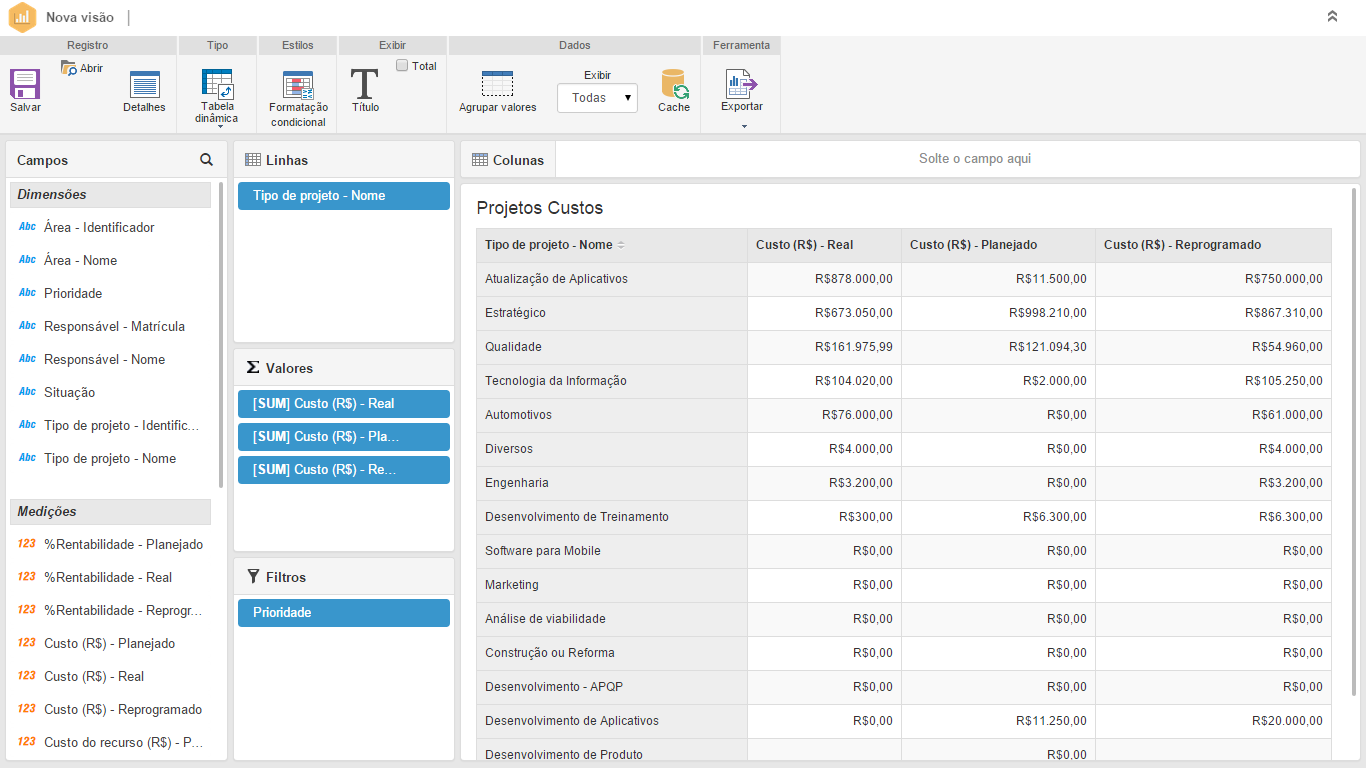 Nova visão
Registro
Tipo
Estilos
Exibir
Dados
Ferramenta
Salvar
Abrir
Detalhes
Tabela
dinâmica
Formatação
condicional
Título
Total
Agrupar valores
Exibir
Todas
Cache
Exportar
Campos
Dimensões
Abc Área - Identificador
Abc Área - Nome
Abc Prioridade
Abc Responsável - Matrícula
Abc Responsável - Nome
Abc Situação
Abc Tipo de projeto - Identific...
Abc Tipo de projeto - Nome
Medições
123 %Rentabilidade - Planejado
123 %Rentabilidade - Real
123 %Rentabilidade - Reprogr...
123 Custo (R$) - Planejado
123 Custo (R$) - Real
123 Custo (R$) - Reprogramado
123 Custo do recurso (R$) - P...
Linhas
Tipo de projeto - Nome
Σ Valores
[SUM] Custo (R$) - Real
[SUM] Custo (R$) - Pla...
[SUM] Custo (R$) - Re...
Filtros
Prioridade
Colunas
Solte o campo aqui
Projetos Custos
Tipo de projeto - Nome Custo (R$) - Real Custo (R$) - Planejado Custo (R$) - Reprogramado
Atualização de Aplicativos R$878.000,00 R$11.500,00 R$750.000,00
Estratégico R$673.050,00 R$998.210,00 R$867.310,00
Qualidade R$161.975,99 R$121.094,30 R$54.960,00
Tecnologia da Informação R$104.020,00 R$2.000,00 R$105.250,00
Automotivos R$76.000,00 R$0,00 R$61.000,00
Diversos R$4.000,00 R$0,00 R$4.000,00
Engenharia R$3.200,00 R$0,00 R$3.200,00
Desenvolvimento de Treinamento R$300,00 R$6.300,00 R$6.300,00
Software para Mobile R$0,00 R$0,00 R$0,00
Marketing R$0,00 R$0,00 R$0,00
Análise de viabilidade R$0,00 R$0,00 R$0,00
Construção ou Reforma R$0,00 R$0,00 R$0,00
Desenvolvimento - APQP R$0,00 R$0,00 R$0,00
Desenvolvimento de Aplicativos R$0,00 R$11.250,00 R$20.000,00
Desenvolvimento de Produto R$0,00